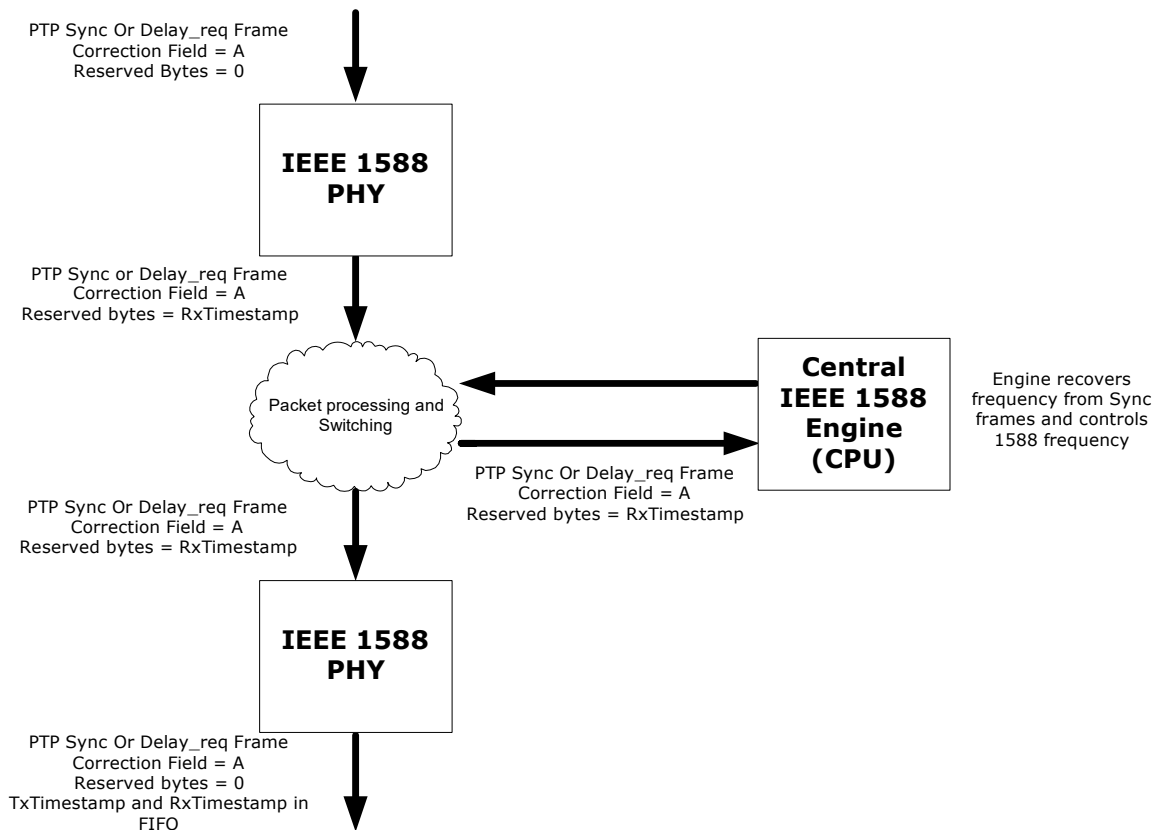 PTP Sync Or Delay_req Frame
Correction Field = A
Reserved Bytes = 0
IEEE 1588
PHY
PTP Sync or Delay_req Frame
Correction Field = A
Reserved bytes = RxTimestamp
Packet processing and
Switching
Central
IEEE 1588
Engine
(CPU)
Engine recovers
frequency from Sync
frames and controls
1588 frequency
PTP Sync Or Delay_req Frame
Correction Field = A
Reserved bytes = RxTimestamp
PTP Sync Or Delay_req Frame
Correction Field = A
Reserved bytes = RxTimestamp
IEEE 1588
PHY
PTP Sync Or Delay_req Frame
Correction Field = A
Reserved bytes = 0
TxTimestamp and RxTimestamp in
FIFO